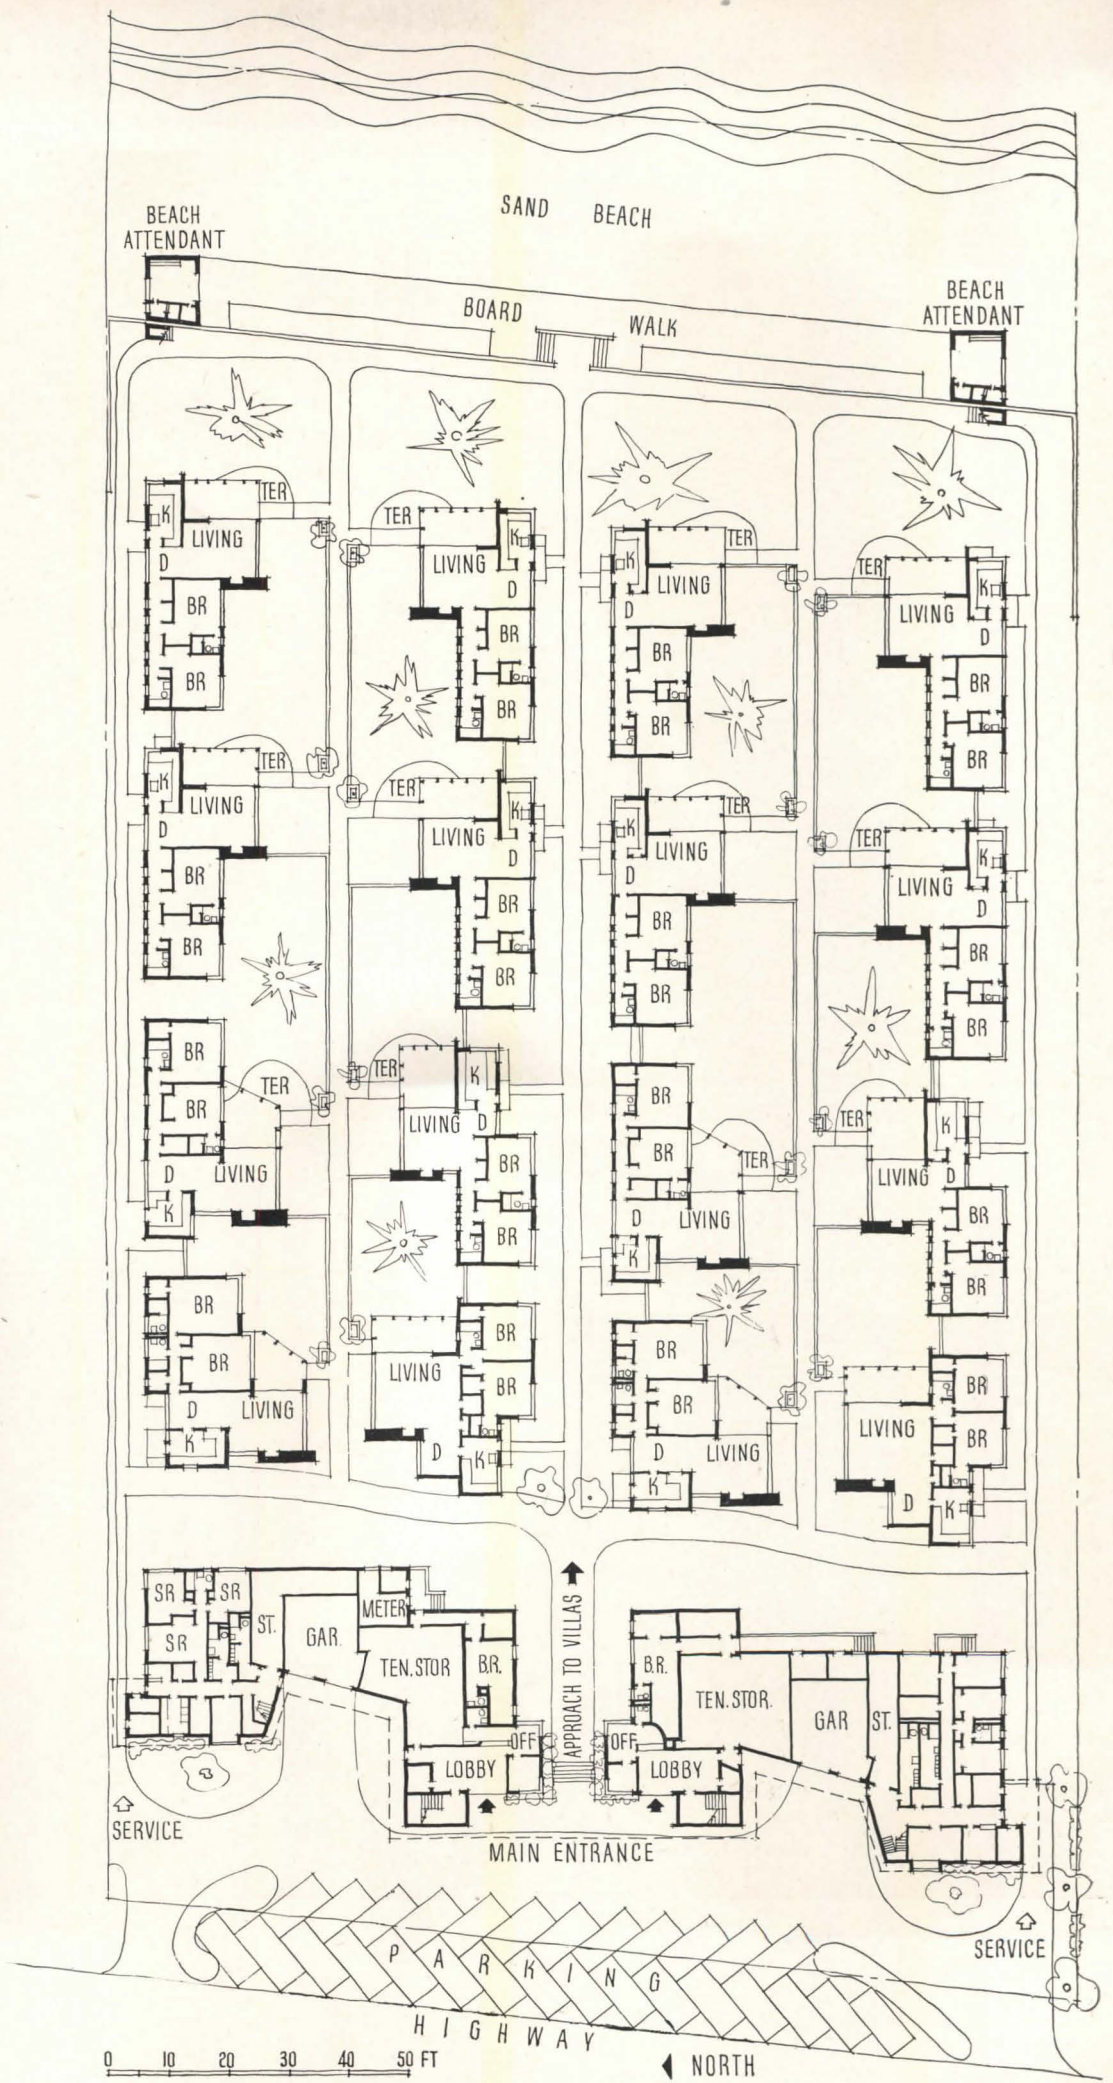 SAND BEACH
BEACH
ATTENDANT
BOARD WALK
BEACH
ATTENDANT
TER
K
LIVING
D
BR
BR
TER
K
LIVING
D
BR
BR
TER
K
LIVING
D
BR
BR
TER
K
LIVING
D
BR
BR
TER
K
LIVING
D
BR
BR
TER
K
LIVING
D
BR
BR
TER
K
LIVING
D
BR
BR
TER
K
LIVING
D
BR
BR
BR
TER
BR
D
LIVING
K
TER
K
LIVING
D
BR
BR
BR
BR
TER
D
LIVING
K
TER
K
LIVING
D
BR
BR
BR
BR
D
LIVING
K
BR
LIVING
BR
D
K
BR
BR
D
LIVING
K
BR
LIVING
BR
D
K
SR
SR
SR
ST.
GAR.
METER
TEN.STOR
B.R.
OFF
LOBBY
APPROACH TO VILLAS
B.R.
TEN.STOR.
GAR
ST.
OFF
LOBBY
SERVICE
MAIN ENTRANCE
SERVICE
PARKING
HIGHWAY
0 10 20 30 40 50 FT
NORTH